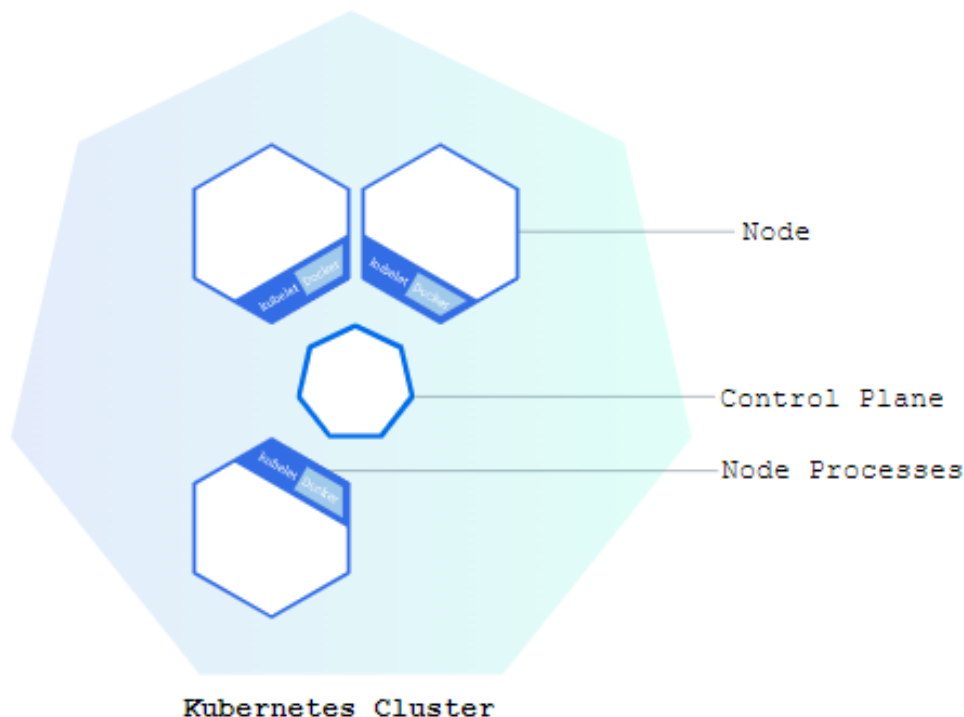 kubelet Docker
kubelet Docker
Node
Control Plane
kubelet Docker
Node Processes
Kubernetes Cluster